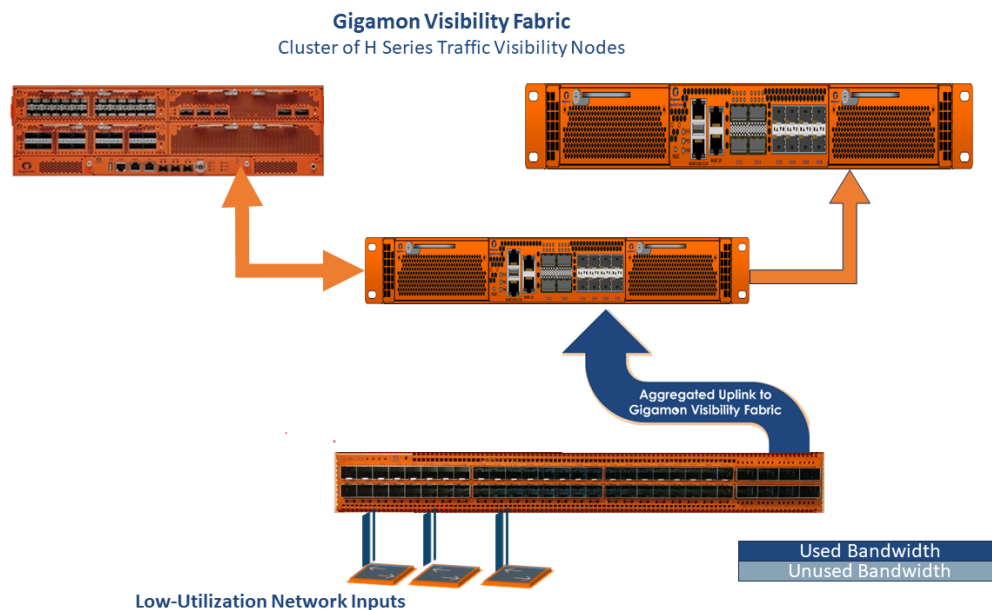 Gigamon Visibility Fabric
Cluster of H Series Traffic Visibility Nodes
Aggregated Uplink to
Gigamon Visibility Fabric
Used Bandwidth
Unused Bandwidth
Low-Utilization Network Inputs